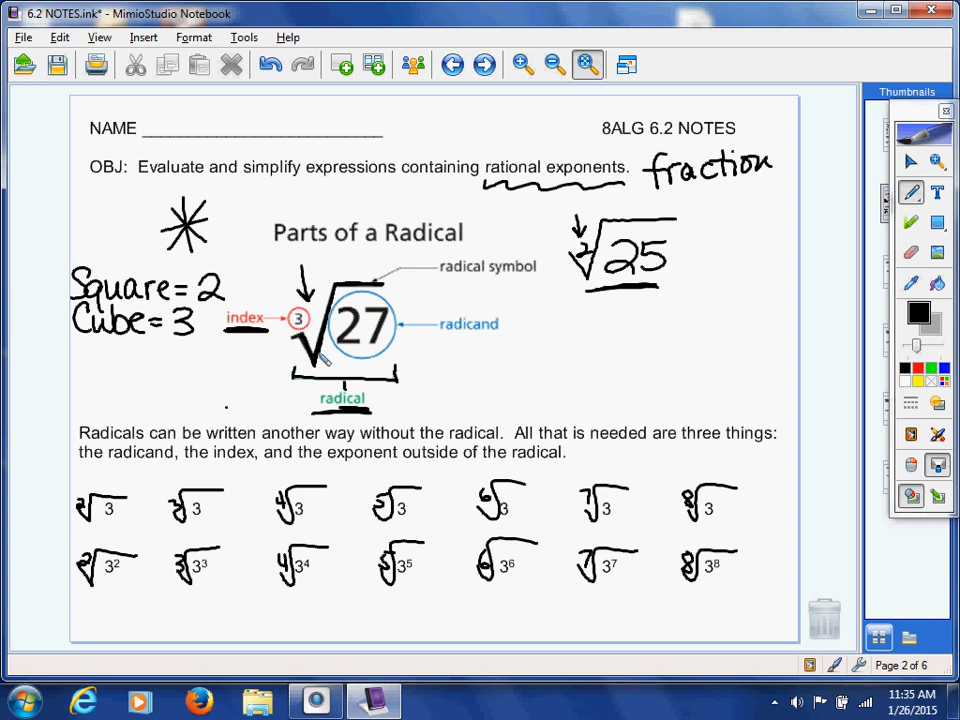 6.2 NOTES.ink* - MimioStudio Notebook
File Edit View Insert Format Tools Help
Thumbnails
NAME ____________________________ 8ALG 6.2 NOTES
OBJ: Evaluate and simplify expressions containing rational exponents. fraction
Parts of a Radical
²√25
radical symbol
Square = 2
Cube = 3
index 3 √27 radicand
radical
Radicals can be written another way without the radical. All that is needed are three things:
the radicand, the index, and the exponent outside of the radical.
²√3 ³√3 ⁴√3 ⁵√3 ⁶√3 ⁷√3 ⁸√3
²√3² ³√3³ ⁴√3⁴ ⁵√3⁵ ⁶√3⁶ ⁷√3⁷ ⁸√3⁸
Page 2 of 6
11:35 AM
1/26/2015